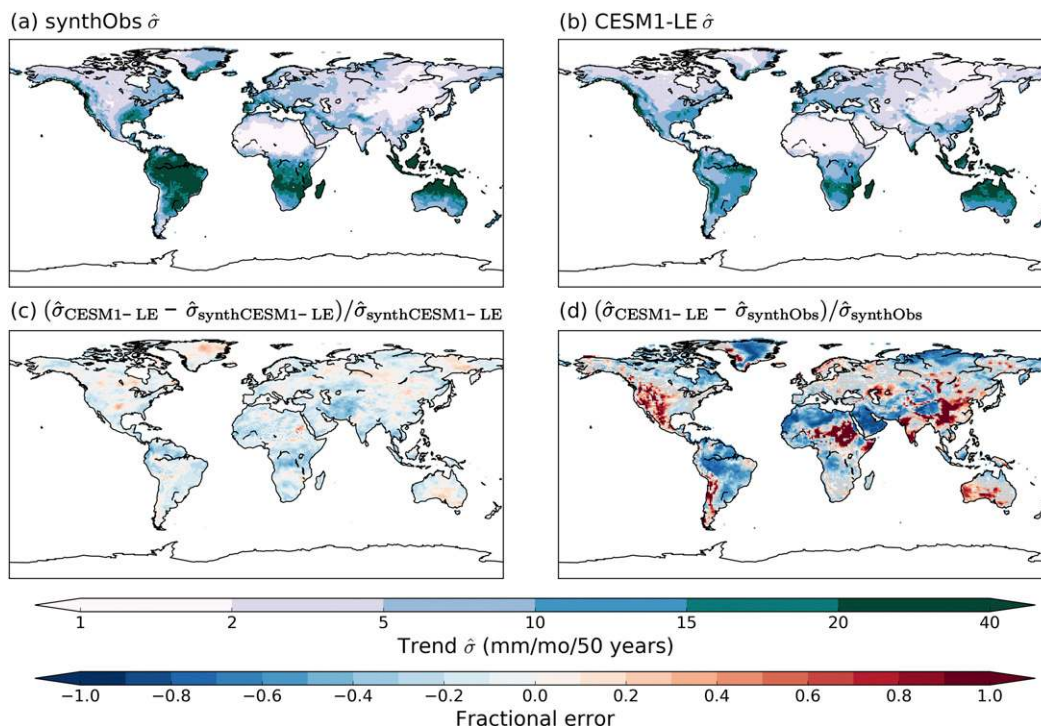 (a) synthObs σ̂
(b) CESM1-LE σ̂
(c) (σ̂CESM1-LE − σ̂synthCESM1-LE)/σ̂synthCESM1-LE
(d) (σ̂CESM1-LE − σ̂synthObs)/σ̂synthObs
1 2 5 10 15 20 40
Trend σ̂ (mm/mo/50 years)
−1.0 −0.8 −0.6 −0.4 −0.2 0.0 0.2 0.4 0.6 0.8 1.0
Fractional error